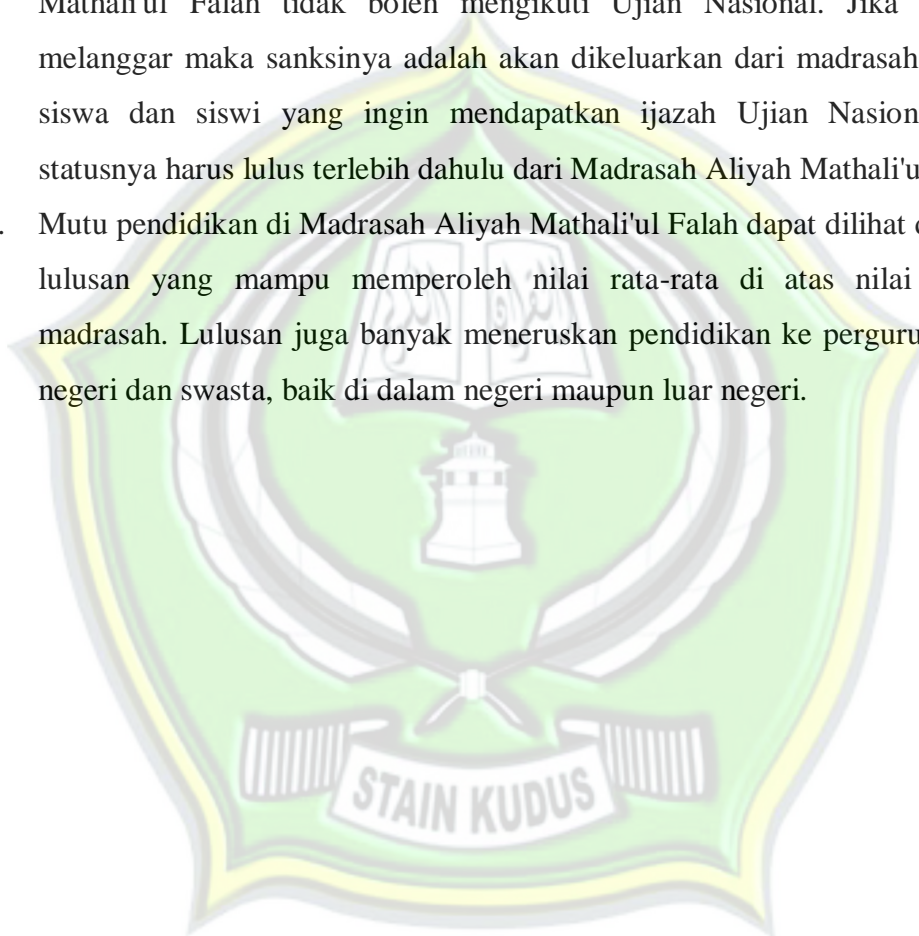 Mathali'ul Falah tidak boleh mengikuti Ujian Nasional. Jika
melanggar maka sanksinya adalah akan dikeluarkan dari madrasah
siswa dan siswi yang ingin mendapatkan ijazah Ujian Nasion
statusnya harus lulus terlebih dahulu dari Madrasah Aliyah Mathali'u
. Mutu pendidikan di Madrasah Aliyah Mathali'ul Falah dapat dilihat
lulusan yang mampu memperoleh nilai rata-rata di atas nilai
madrasah. Lulusan juga banyak meneruskan pendidikan ke perguru
negeri dan swasta, baik di dalam negeri maupun luar negeri.
STAIN KUDUS